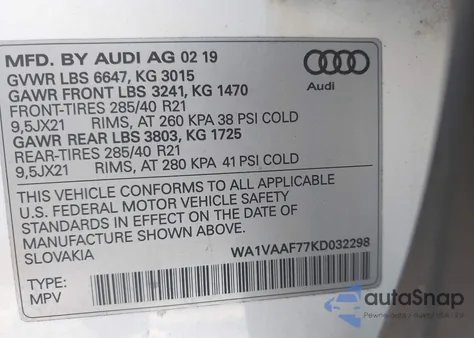 MFD. BY AUDI AG 02 19
GVWR LBS 6647, KG 3015
GAWR FRONT LBS 3241, KG 1470
FRONT-TIRES 285/40 R21
9,5JX21 RIMS, AT 260 KPA 38 PSI COLD
GAWR REAR LBS 3803, KG 1725
REAR-TIRES 285/40 R21
9,5JX21 RIMS, AT 280 KPA 41 PSI COLD
Audi
THIS VEHICLE CONFORMS TO ALL APPLICABLE
U.S. FEDERAL MOTOR VEHICLE SAFETY
STANDARDS IN EFFECT ON THE DATE OF
MANUFACTURE SHOWN ABOVE.
SLOVAKIA WA1VAAF77KD032298
TYPE:
MPV
autoSnap